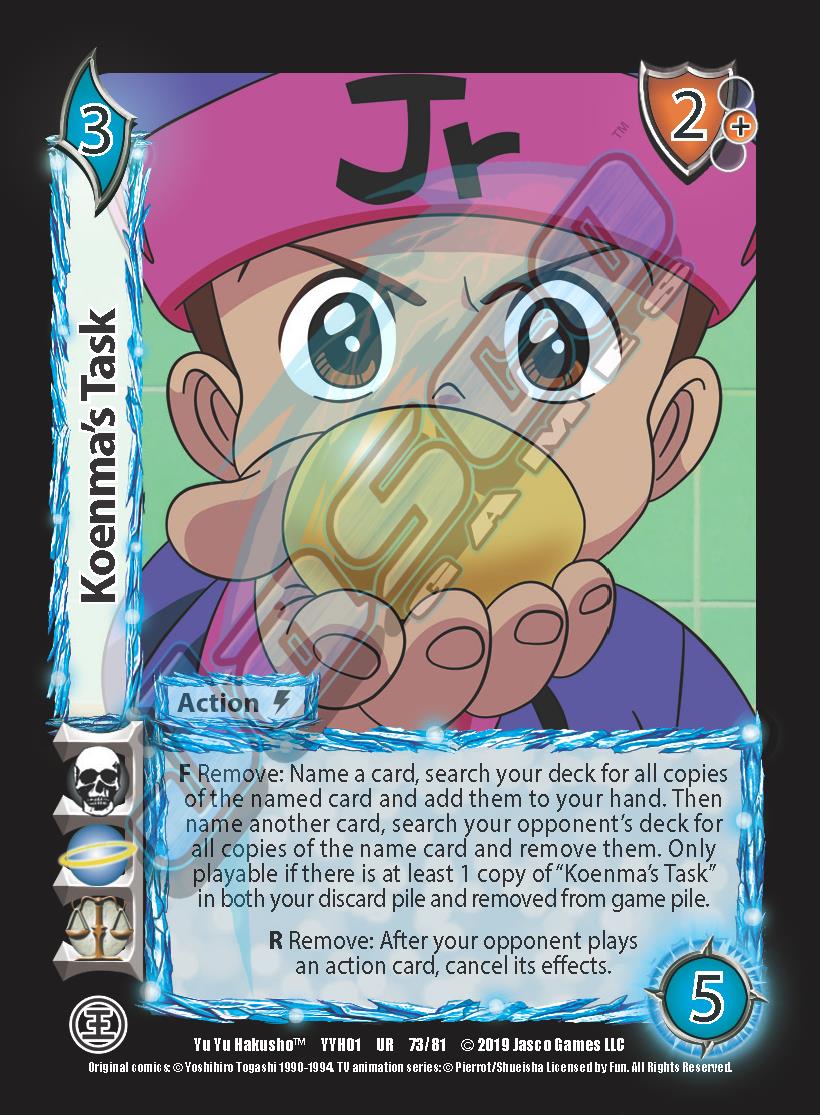 Jr
™
3
2
+
Koenma's Task
Action
F Remove: Name a card, search your deck for all copies
of the named card and add them to your hand. Then
name another card, search your opponent's deck for
all copies of the name card and remove them. Only
playable if there is at least 1 copy of "Koenma's Task"
in both your discard pile and removed from game pile.
R Remove: After your opponent plays
an action card, cancel its effects.
5
王
Yu Yu Hakusho™ YYH01 UR 73/81 © 2019 Jasco Games LLC
Original comics: © Yoshihiro Togashi 1990-1994. TV animation series: © Pierrot/Shueisha Licensed by Fun. All Rights Reserved.